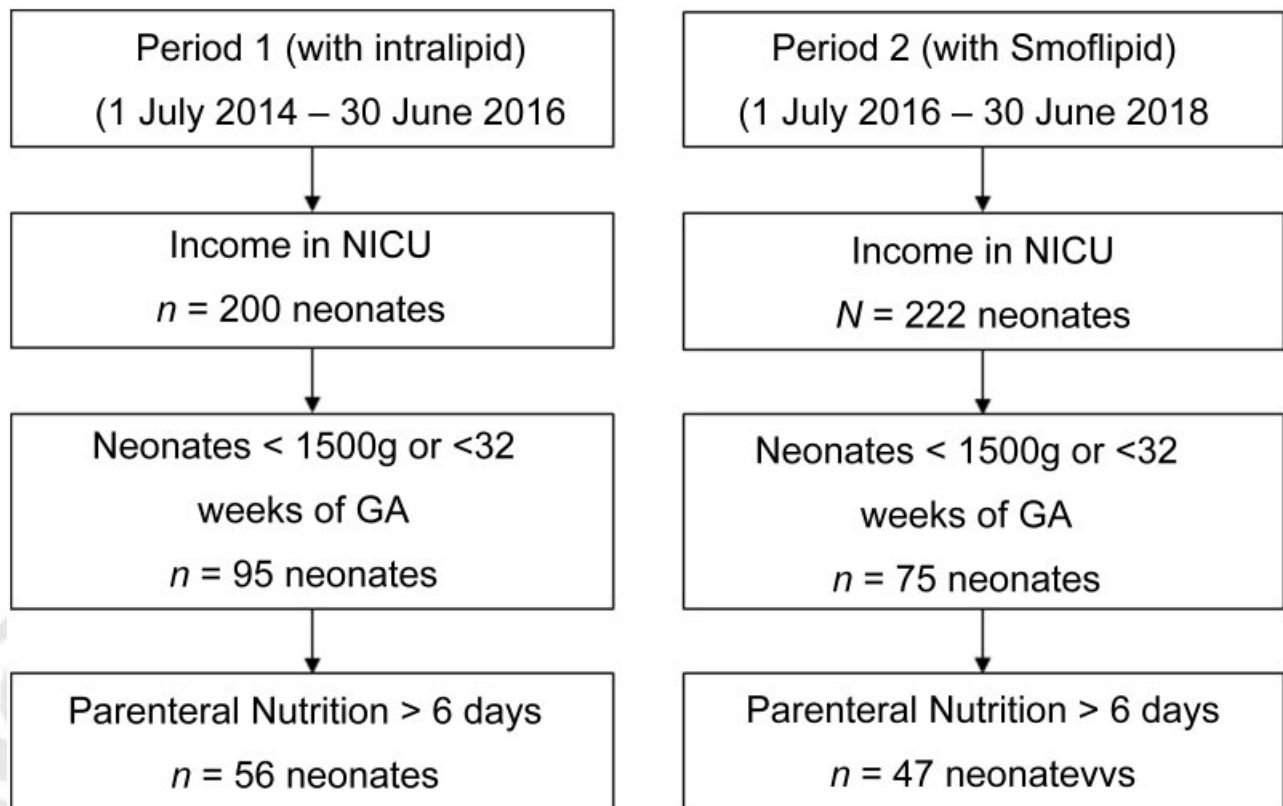 Period 1 (with intralipid)
(1 July 2014 – 30 June 2016
Income in NICU
n = 200 neonates
Neonates < 1500g or <32
weeks of GA
n = 95 neonates
Parenteral Nutrition > 6 days
n = 56 neonates
Period 2 (with Smoflipid)
(1 July 2016 – 30 June 2018
Income in NICU
N = 222 neonates
Neonates < 1500g or <32
weeks of GA
n = 75 neonates
Parenteral Nutrition > 6 days
n = 47 neonatevvs